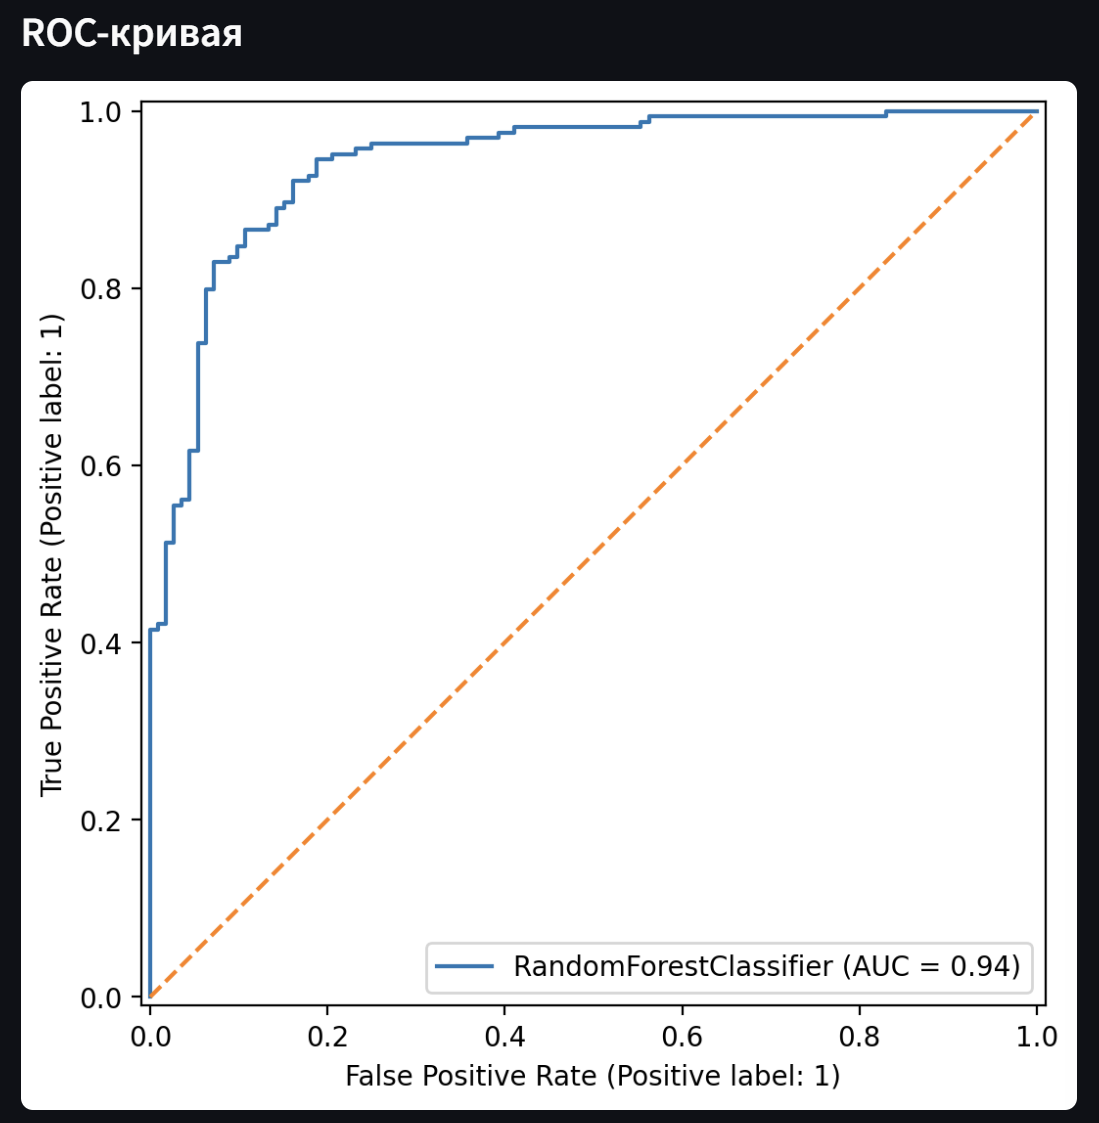 ROC-кривая
1.0
0.8
0.6
0.4
0.2
0.0
True Positive Rate (Positive label: 1)
RandomForestClassifier (AUC = 0.94)
0.0 0.2 0.4 0.6 0.8 1.0
False Positive Rate (Positive label: 1)